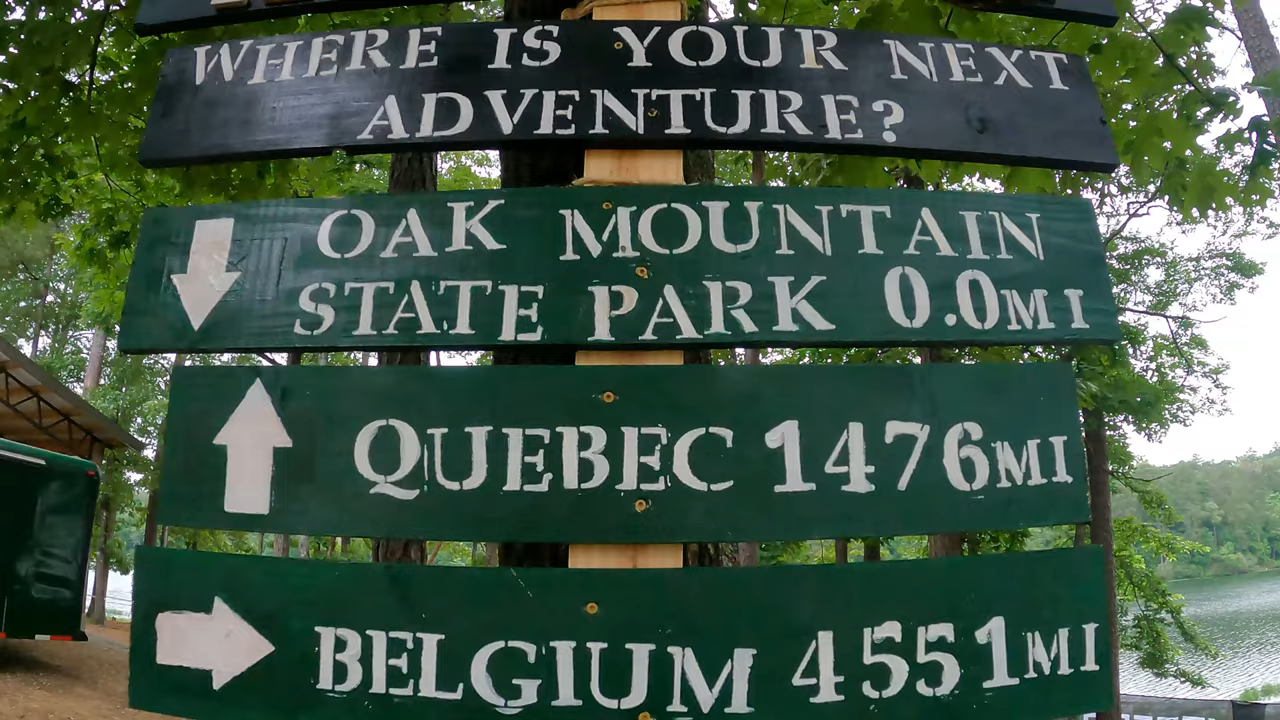 WHERE IS YOUR NEXT
ADVENTURE?
OAK MOUNTAIN
STATE PARK 0.0MI
QUEBEC 1476MI
BELGIUM 4551MI